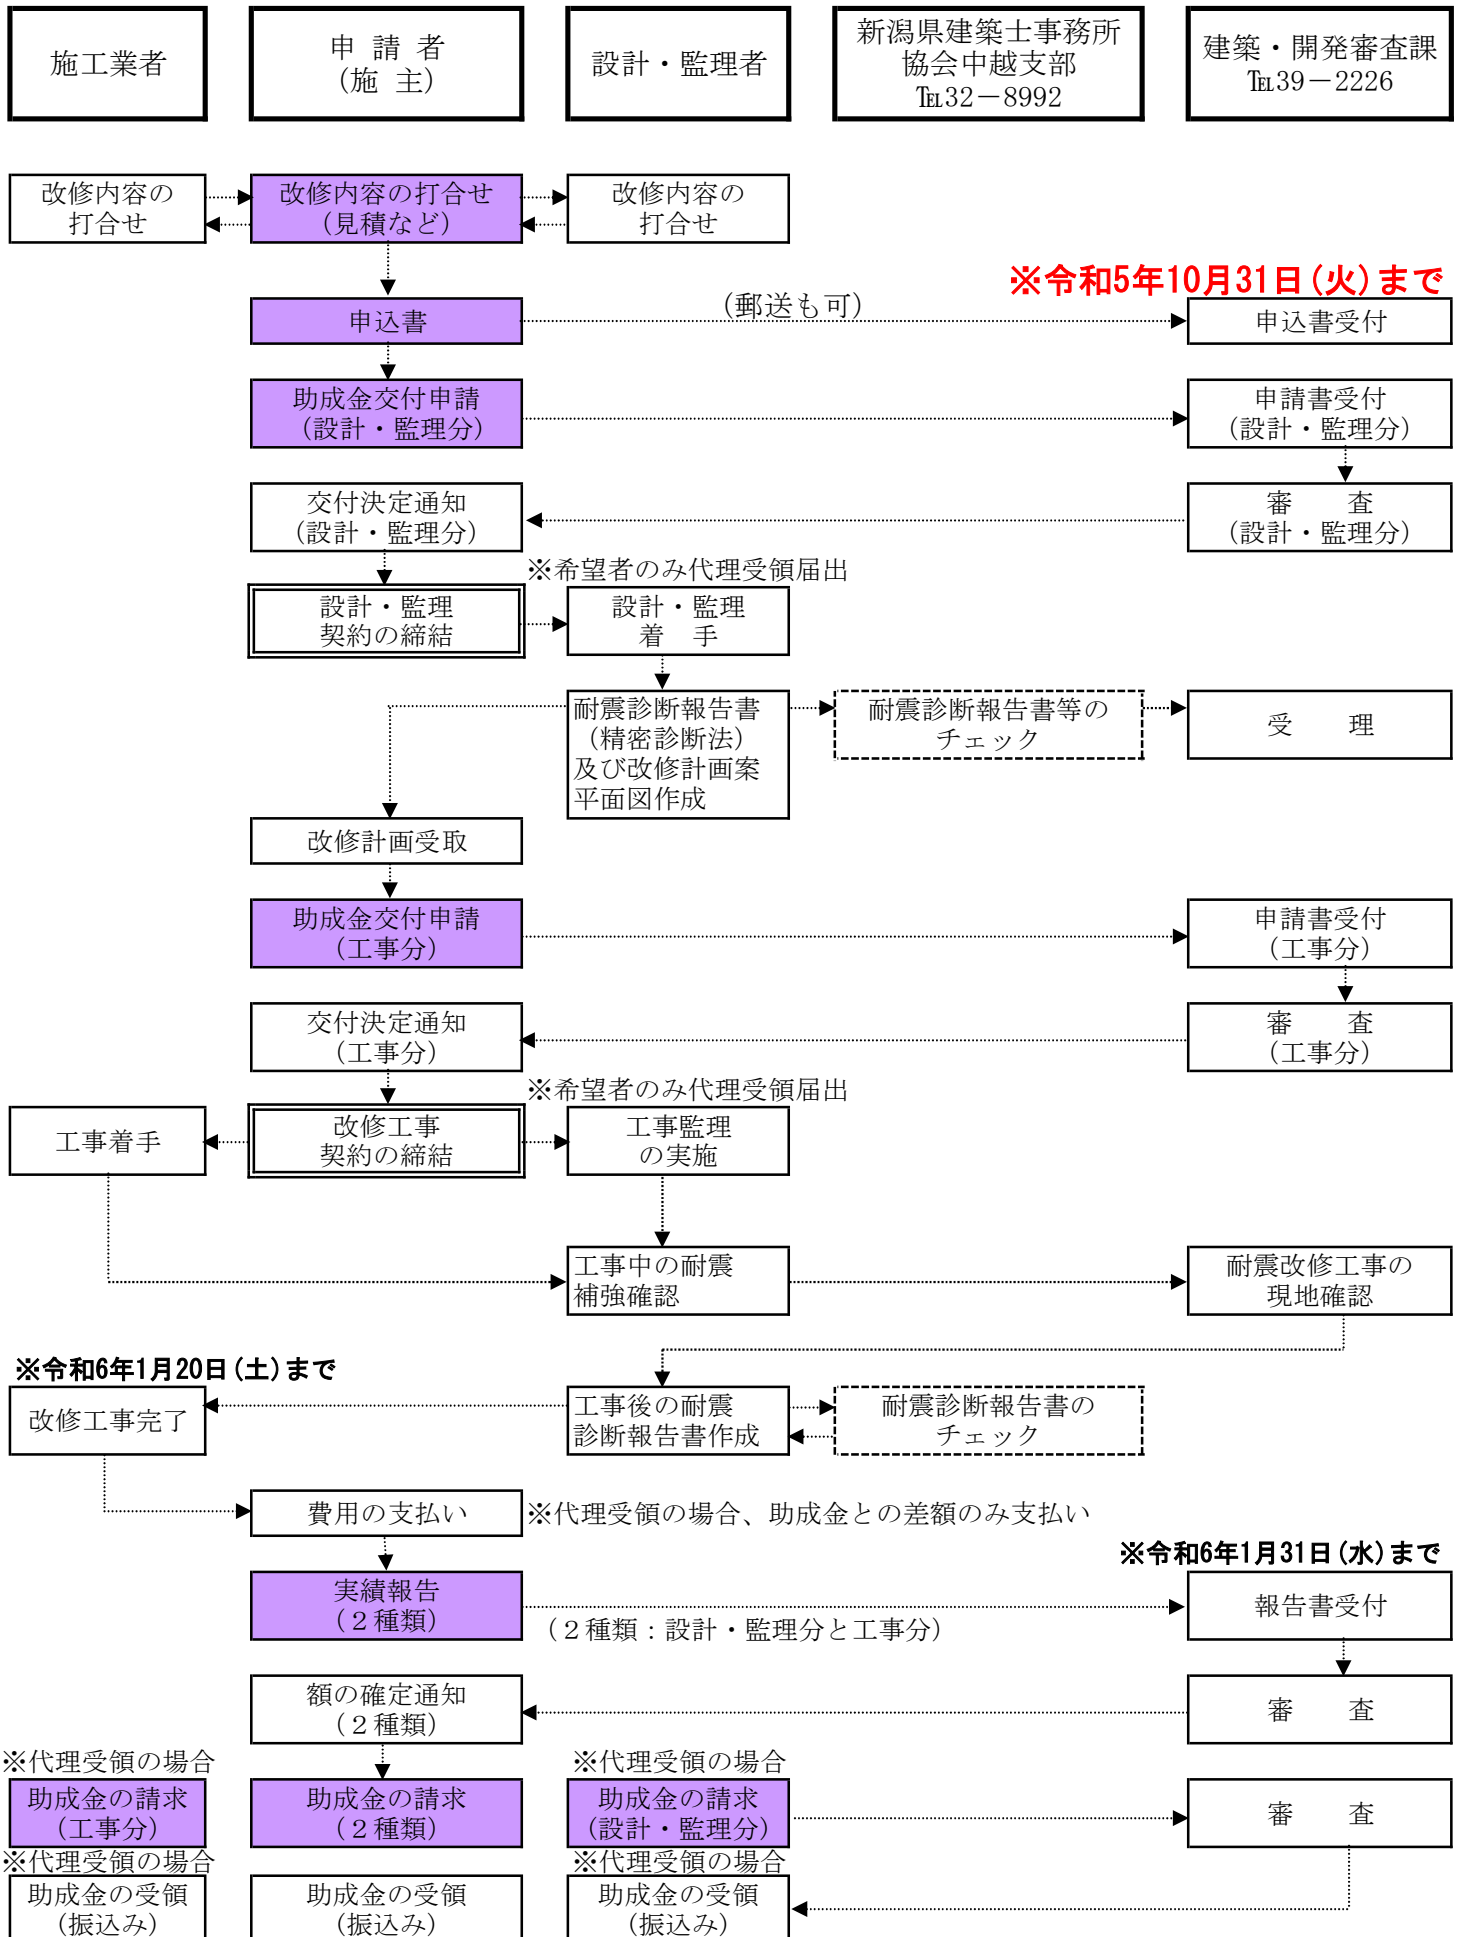 施工業者
申 請 者
(施 主)
設計・監理者
新潟県建築士事務所
協会中越支部
℡32－8992
建築・開発審査課
℡39－2226
改修内容の
打合せ
改修内容の打合せ
(見積など)
改修内容の
打合せ
※令和5年10月31日(火)まで
申込書
(郵送も可)
申込書受付
助成金交付申請
(設計・監理分)
申請書受付
(設計・監理分)
交付決定通知
(設計・監理分)
審　　査
(設計・監理分)
※希望者のみ代理受領届出
設計・監理
契約の締結
設計・監理
着　手
耐震診断報告書
(精密診断法)
及び改修計画案
平面図作成
耐震診断報告書等の
チェック
受　　理
改修計画受取
助成金交付申請
(工事分)
申請書受付
(工事分)
交付決定通知
(工事分)
審　　査
(工事分)
※希望者のみ代理受領届出
工事着手
改修工事
契約の締結
工事監理
の実施
工事中の耐震
補強確認
耐震改修工事の
現地確認
※令和6年1月20日(土)まで
改修工事完了
工事後の耐震
診断報告書作成
耐震診断報告書の
チェック
費用の支払い
※代理受領の場合、助成金との差額のみ支払い
※令和6年1月31日(水)まで
実績報告
(２種類)
(２種類：設計・監理分と工事分)
報告書受付
額の確定通知
(２種類)
審　　査
※代理受領の場合
※代理受領の場合
助成金の請求
(工事分)
助成金の請求
(２種類)
助成金の請求
(設計・監理分)
審　　査
※代理受領の場合
※代理受領の場合
助成金の受領
(振込み)
助成金の受領
(振込み)
助成金の受領
(振込み)